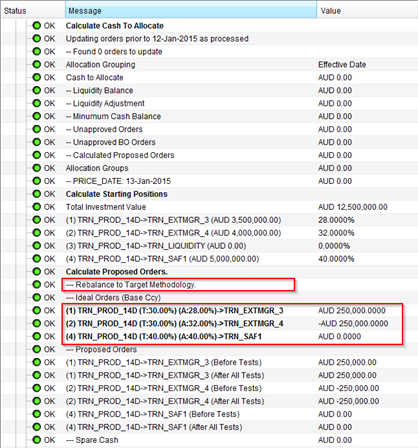 Status Message Value
OK Calculate Cash To Allocate
OK Updating orders prior to 12-Jan-2015 as processed
OK -- Found 0 orders to update
OK Allocation Grouping Effective Date
OK Cash to Allocate AUD 0.00
OK -- Liquidity Balance AUD 0.00
OK -- Liquidity Adjustment AUD 0.00
OK -- Minumum Cash Balance AUD 0.00
OK -- Unapproved Orders AUD 0.00
OK -- Unapproved BO Orders AUD 0.00
OK -- Calculated Proposed Orders AUD 0.00
OK Allocation Groups AUD 0.00
OK -- PRICE_DATE: 13-Jan-2015 AUD 0.00
OK Calculate Starting Positions
OK Total Investment Value AUD 12,500,000.00
OK (1) TRN_PROD_14D->TRN_EXTMGR_3 (AUD 3,500,000.00) 28.0000%
OK (2) TRN_PROD_14D->TRN_EXTMGR_4 (AUD 4,000,000.00) 32.0000%
OK (3) TRN_PROD_14D->TRN_LIQUIDITY (AUD 0.00) 0.0000%
OK (4) TRN_PROD_14D->TRN_SAF1 (AUD 5,000,000.00) 40.0000%
OK Calculate Proposed Orders.
OK --- Rebalance to Target Methodology.
OK --- Ideal Orders (Base Ccy)
OK (1) TRN_PROD_14D (T:30.00%) (A:28.00%)->TRN_EXTMGR_3 AUD 250,000.0000
OK (2) TRN_PROD_14D (T:30.00%) (A:32.00%)->TRN_EXTMGR_4 -AUD 250,000.0000
OK (4) TRN_PROD_14D (T:40.00%) (A:40.00%)->TRN_SAF1 AUD 0.0000
OK --- Proposed Orders
OK (1) TRN_PROD_14D->TRN_EXTMGR_3 (Before Tests) AUD 250,000.00
OK (1) TRN_PROD_14D->TRN_EXTMGR_3 (After All Tests) AUD 250,000.00
OK (2) TRN_PROD_14D->TRN_EXTMGR_4 (Before Tests) AUD -250,000.00
OK (2) TRN_PROD_14D->TRN_EXTMGR_4 (After All Tests) AUD -250,000.00
OK (4) TRN_PROD_14D->TRN_SAF1 (Before Tests) AUD 0.00
OK (4) TRN_PROD_14D->TRN_SAF1 (After All Tests) AUD 0.00
OK --- Spare Cash AUD 0.00